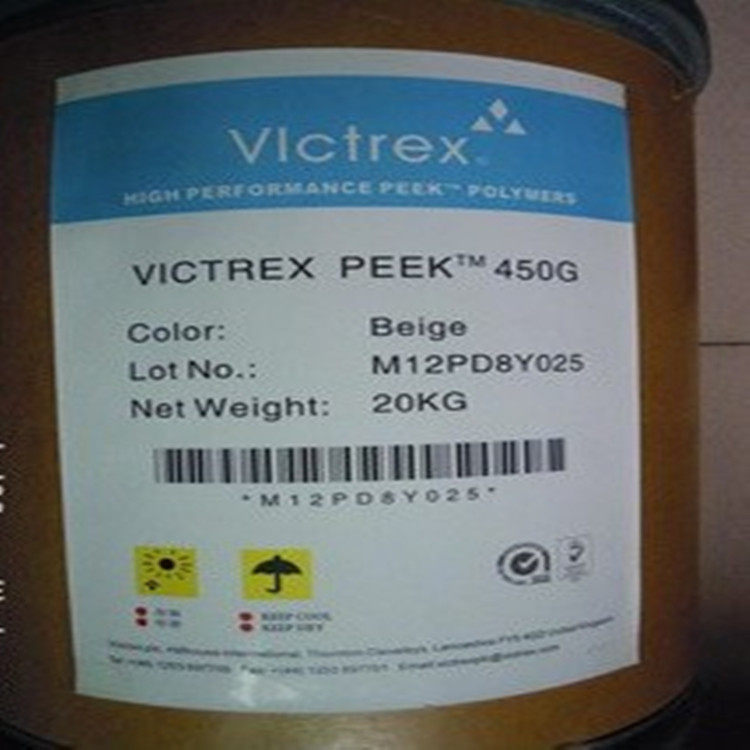 Victrex
HIGH PERFORMANCE PEEK™ POLYMERS
VICTREX PEEK™ 450G
Color: Beige
Lot No.: M12PD8Y025
Net Weight: 20KG
*M12PD8Y025*
KEEP COOL
KEEP DRY